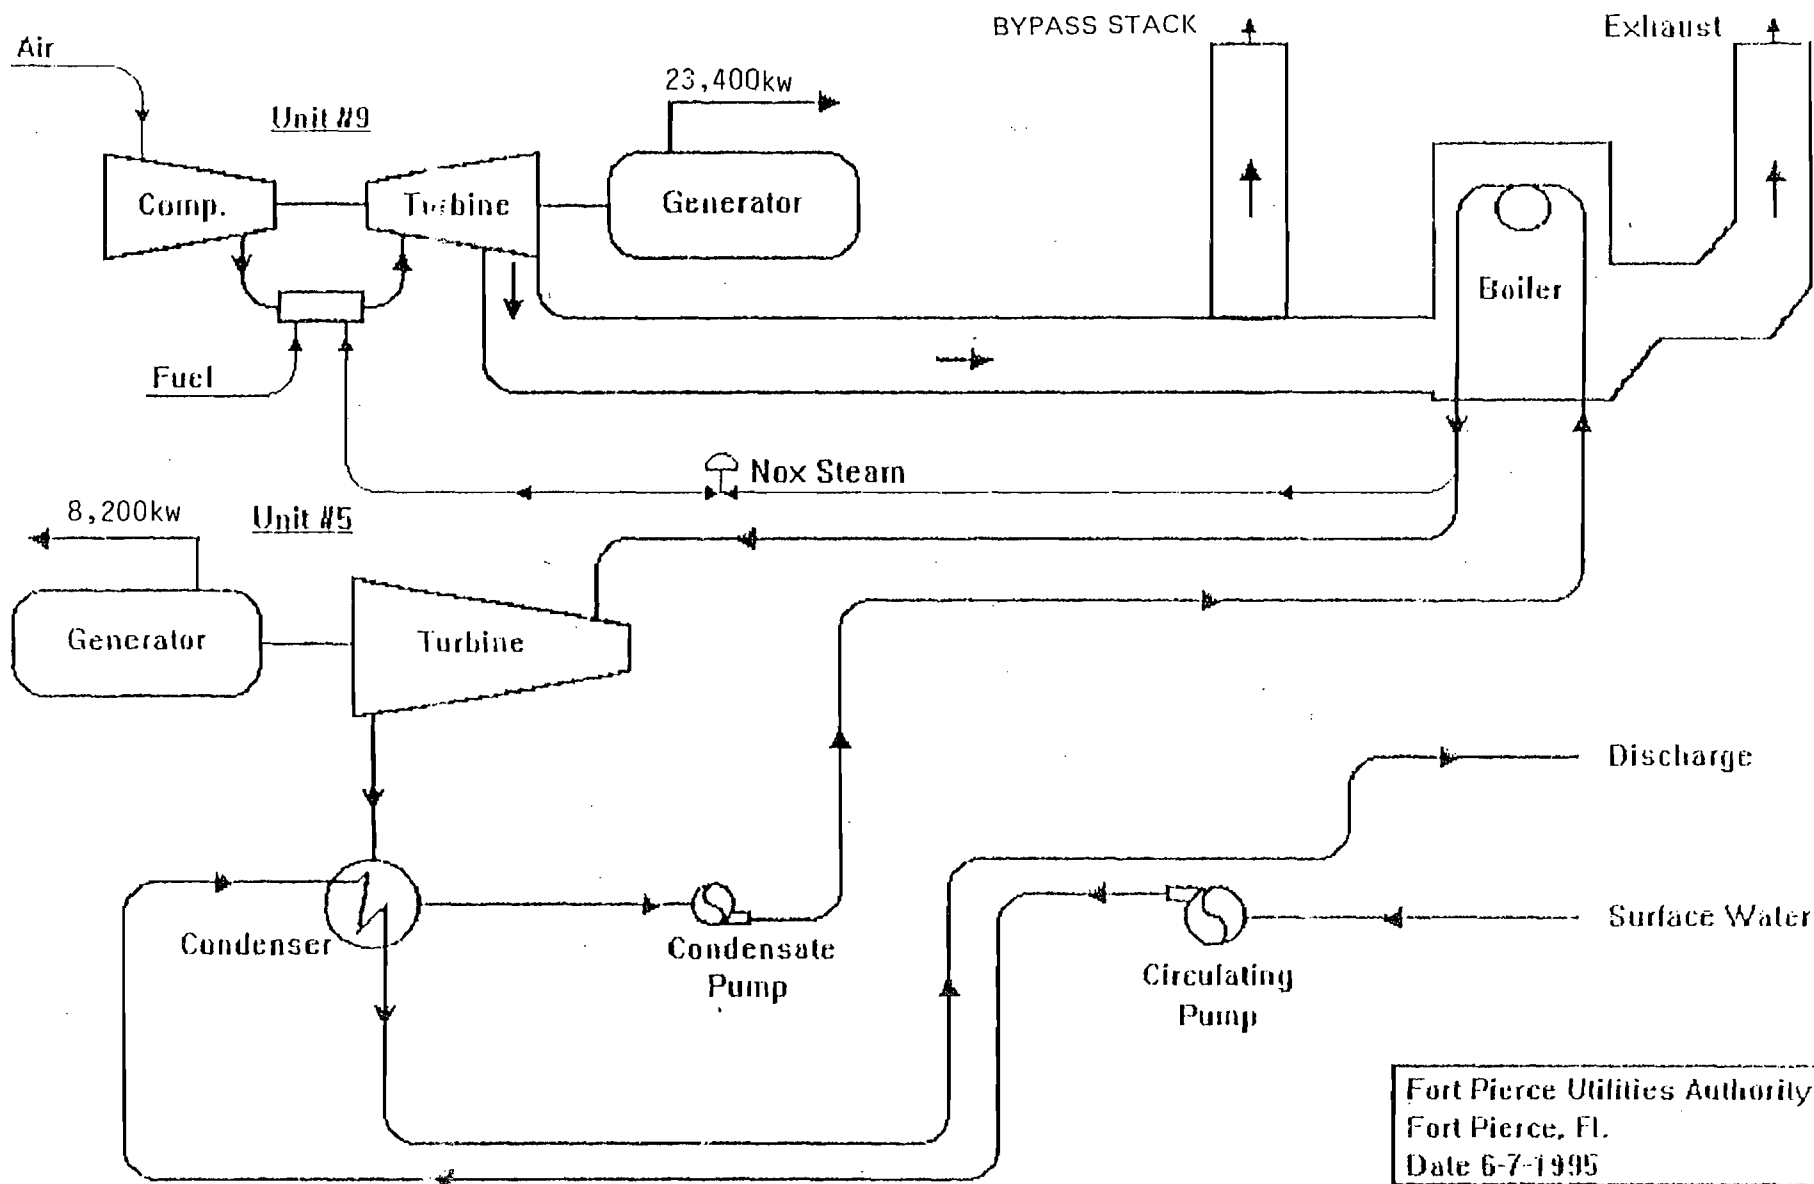 BYPASS STACK
Exhaust
Air
23,400kw
Unit #9
Comp.
Turbine
Generator
Boiler
Fuel
Nox Steam
8,200kw
Unit #5
Generator
Turbine
Discharge
Condenser
Condensate
Pump
Surface Water
Circulating
Pump
Fort Pierce Utilities Authority
Fort Pierce, Fl.
Date 6-7-1995